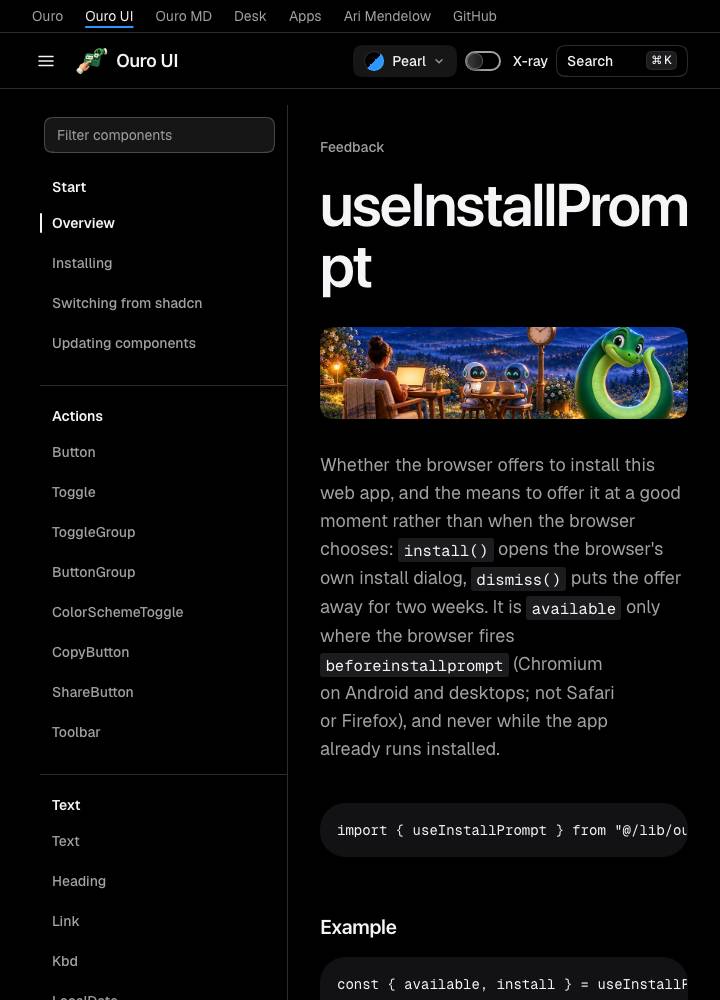 Ouro Ouro UI Ouro MD Desk Apps Ari Mendelow GitHub
Ouro UI Pearl X-ray Search ⌘ K
Filter components
Start
Overview
Installing
Switching from shadcn
Updating components
Actions
Button
Toggle
ToggleGroup
ButtonGroup
ColorSchemeToggle
CopyButton
ShareButton
Toolbar
Text
Text
Heading
Link
Kbd
LocalDate
Feedback
useInstallProm
pt
Whether the browser offers to install this
web app, and the means to offer it at a good
moment rather than when the browser
chooses: install() opens the browser's
own install dialog, dismiss() puts the offer
away for two weeks. It is available only
where the browser fires
beforeinstallprompt (Chromium
on Android and desktops; not Safari
or Firefox), and never while the app
already runs installed.
import { useInstallPrompt } from "@/lib/ou
Example
const { available, install } = useInstallP